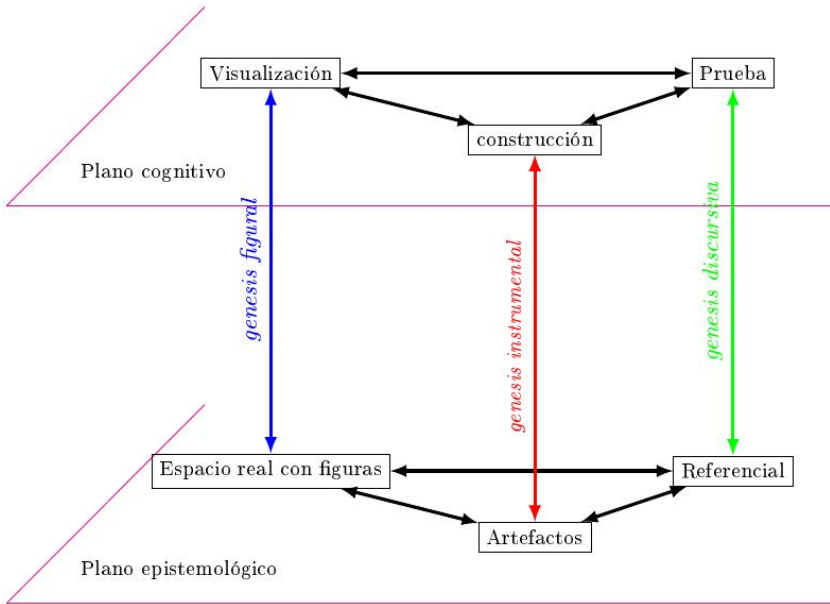 Visualización
Prueba
construcción
Plano cognitivo
genesis figural
genesis instrumental
genesis discursiva
Espacio real con figuras
Referencial
Artefactos
Plano epistemológico